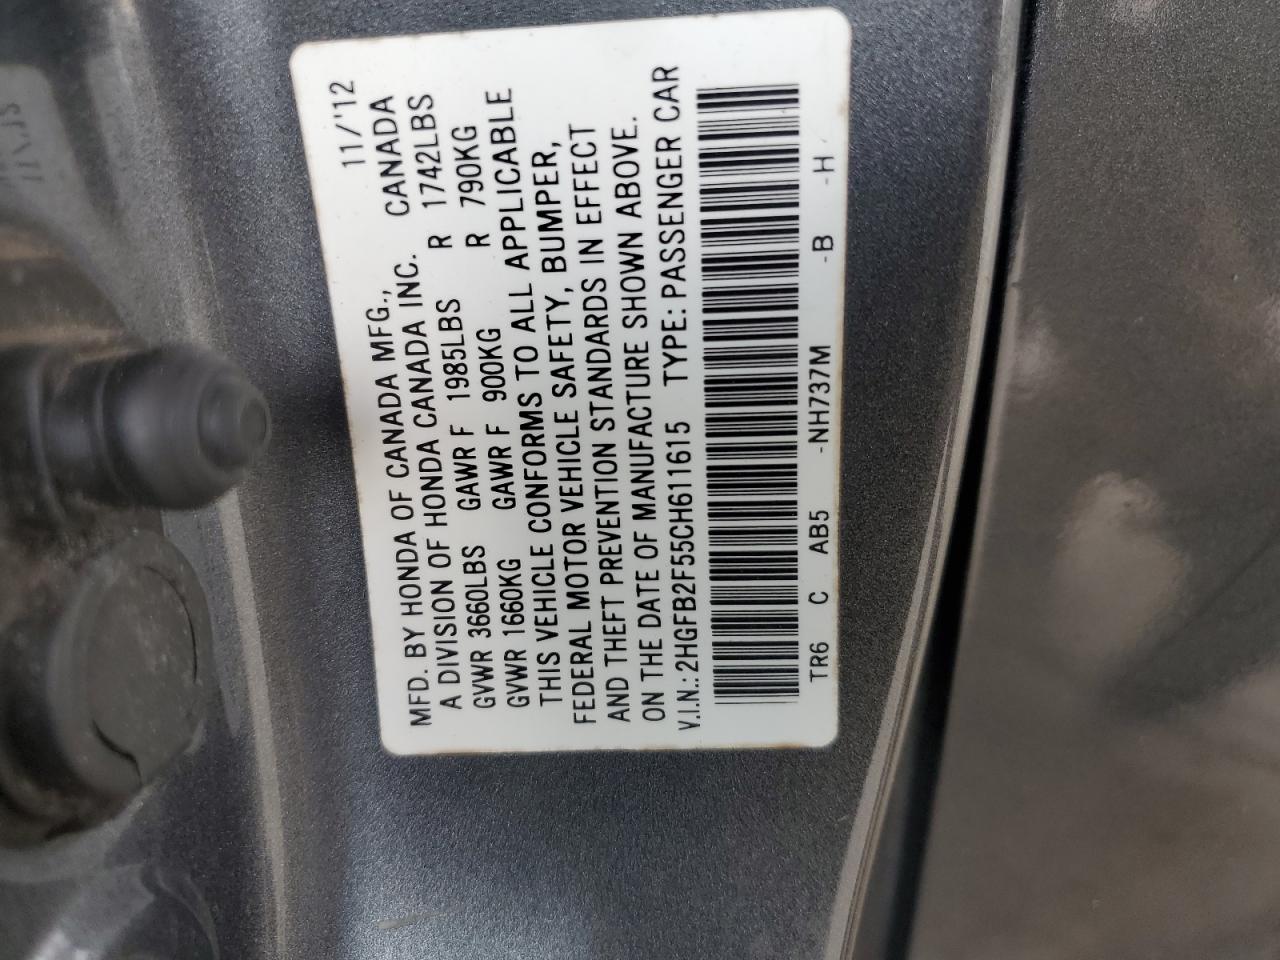 11/'12
MFD. BY HONDA OF CANADA MFG., CANADA
A DIVISION OF HONDA CANADA INC.
GVWR 3660LBS GAWR F 1985LBS R 1742LBS
GVWR 1660KG GAWR F 900KG R 790KG
THIS VEHICLE CONFORMS TO ALL APPLICABLE
FEDERAL MOTOR VEHICLE SAFETY, BUMPER,
AND THEFT PREVENTION STANDARDS IN EFFECT
ON THE DATE OF MANUFACTURE SHOWN ABOVE.
V.I.N.: 2HGFB2F55CH611615 TYPE: PASSENGER CAR
TR6 C AB5 -NH737M -B -H